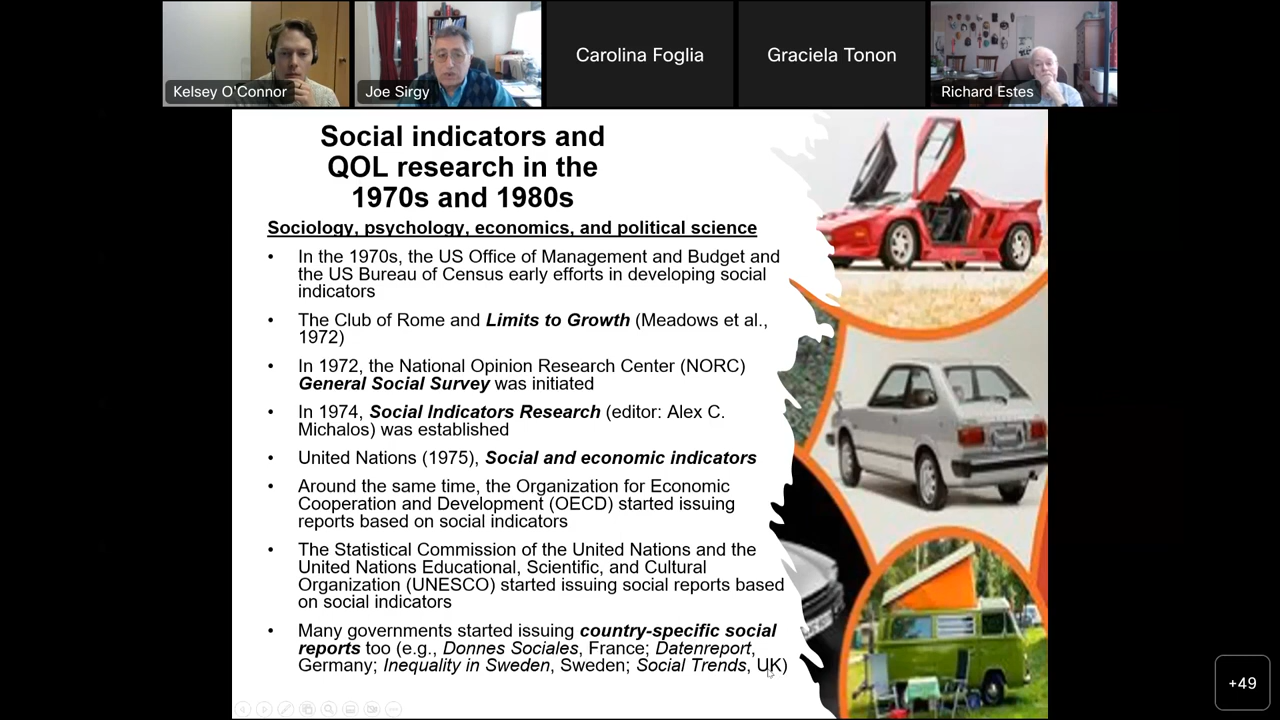 Kelsey O'Connor
Joe Sirgy
Carolina Foglia
Graciela Tonon
Richard Estes
Social indicators and
QOL research in the
1970s and 1980s
Sociology, psychology, economics, and political science
• In the 1970s, the US Office of Management and Budget and
the US Bureau of Census early efforts in developing social
indicators
• The Club of Rome and Limits to Growth (Meadows et al.,
1972)
• In 1972, the National Opinion Research Center (NORC)
General Social Survey was initiated
• In 1974, Social Indicators Research (editor: Alex C.
Michalos) was established
• United Nations (1975), Social and economic indicators
• Around the same time, the Organization for Economic
Cooperation and Development (OECD) started issuing
reports based on social indicators
• The Statistical Commission of the United Nations and the
United Nations Educational, Scientific, and Cultural
Organization (UNESCO) started issuing social reports based
on social indicators
• Many governments started issuing country-specific social
reports too (e.g., Donnes Sociales, France; Datenreport,
Germany; Inequality in Sweden, Sweden; Social Trends, UK)
+49